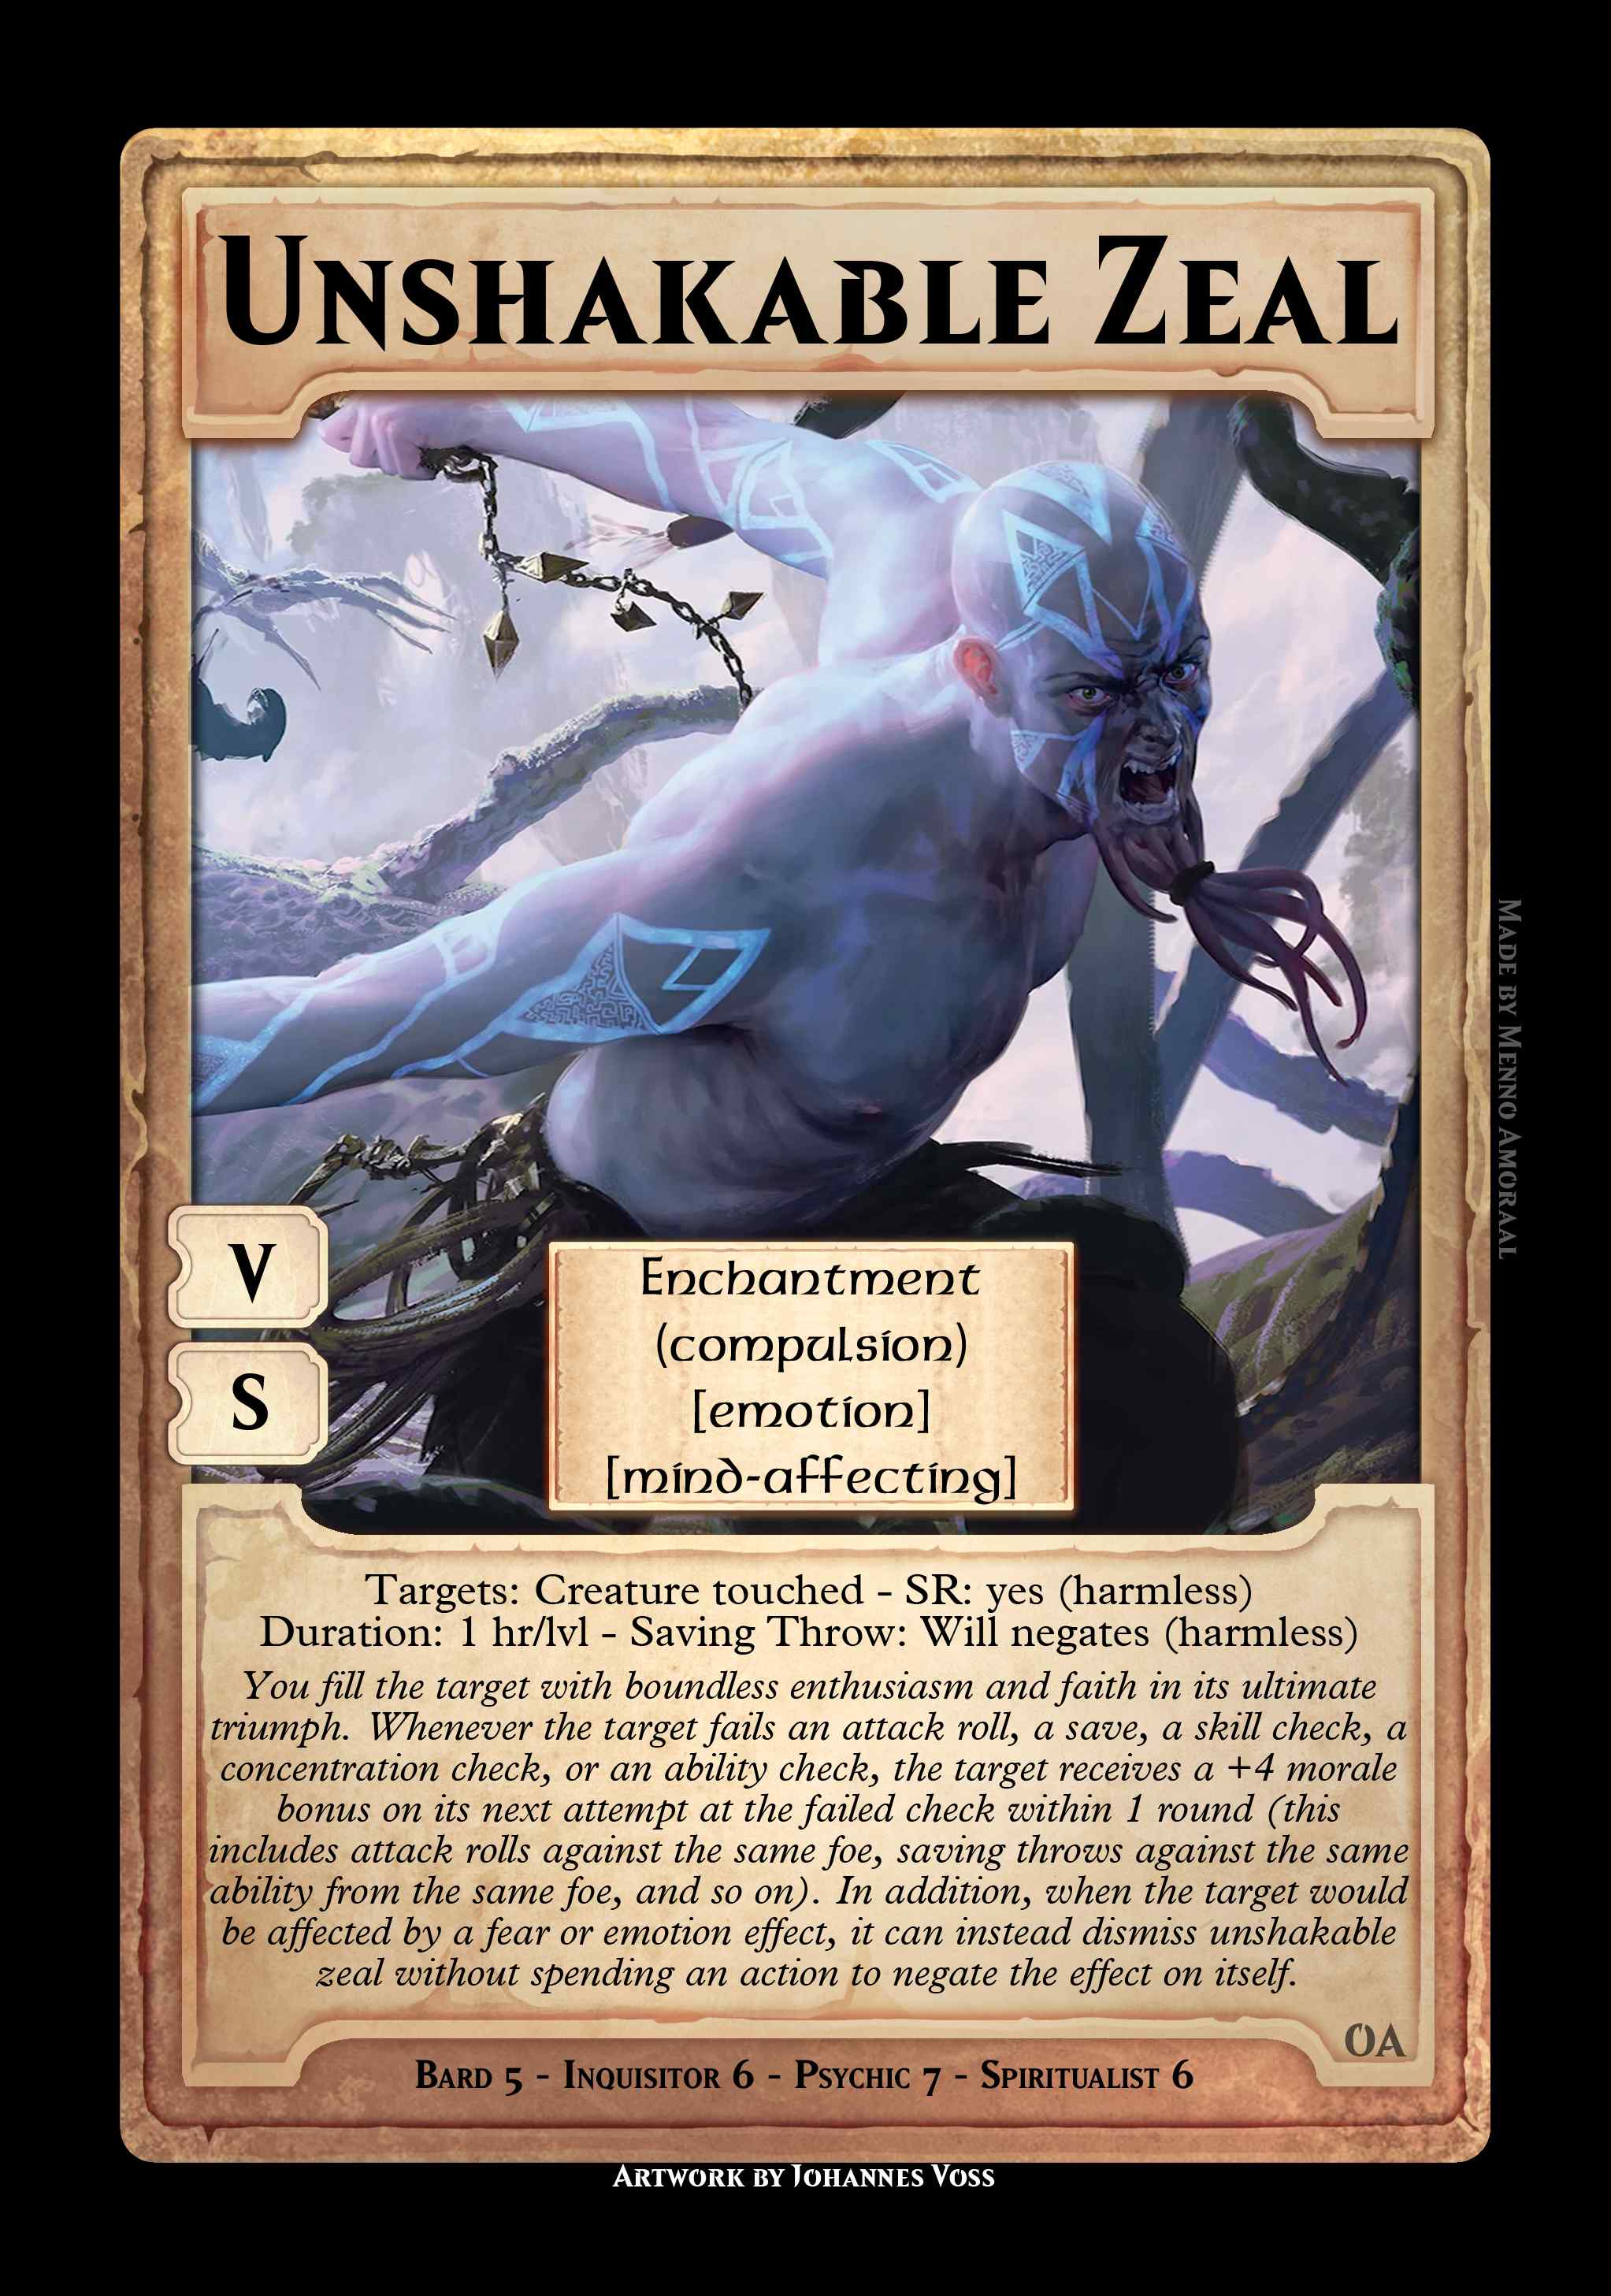 Unshakable Zeal
V
S
Enchantment
(compulsion)
[emotion]
[mind-affecting]
Targets: Creature touched - SR: yes (harmless)
Duration: 1 hr/lvl - Saving Throw: Will negates (harmless)
You fill the target with boundless enthusiasm and faith in its ultimate
triumph. Whenever the target fails an attack roll, a save, a skill check, a
concentration check, or an ability check, the target receives a +4 morale
bonus on its next attempt at the failed check within 1 round (this
includes attack rolls against the same foe, saving throws against the same
ability from the same foe, and so on). In addition, when the target would
be affected by a fear or emotion effect, it can instead dismiss unshakable
zeal without spending an action to negate the effect on itself.
OA
Bard 5 - Inquisitor 6 - Psychic 7 - Spiritualist 6
Artwork by Johannes Voss
Made by Menno Amoraal